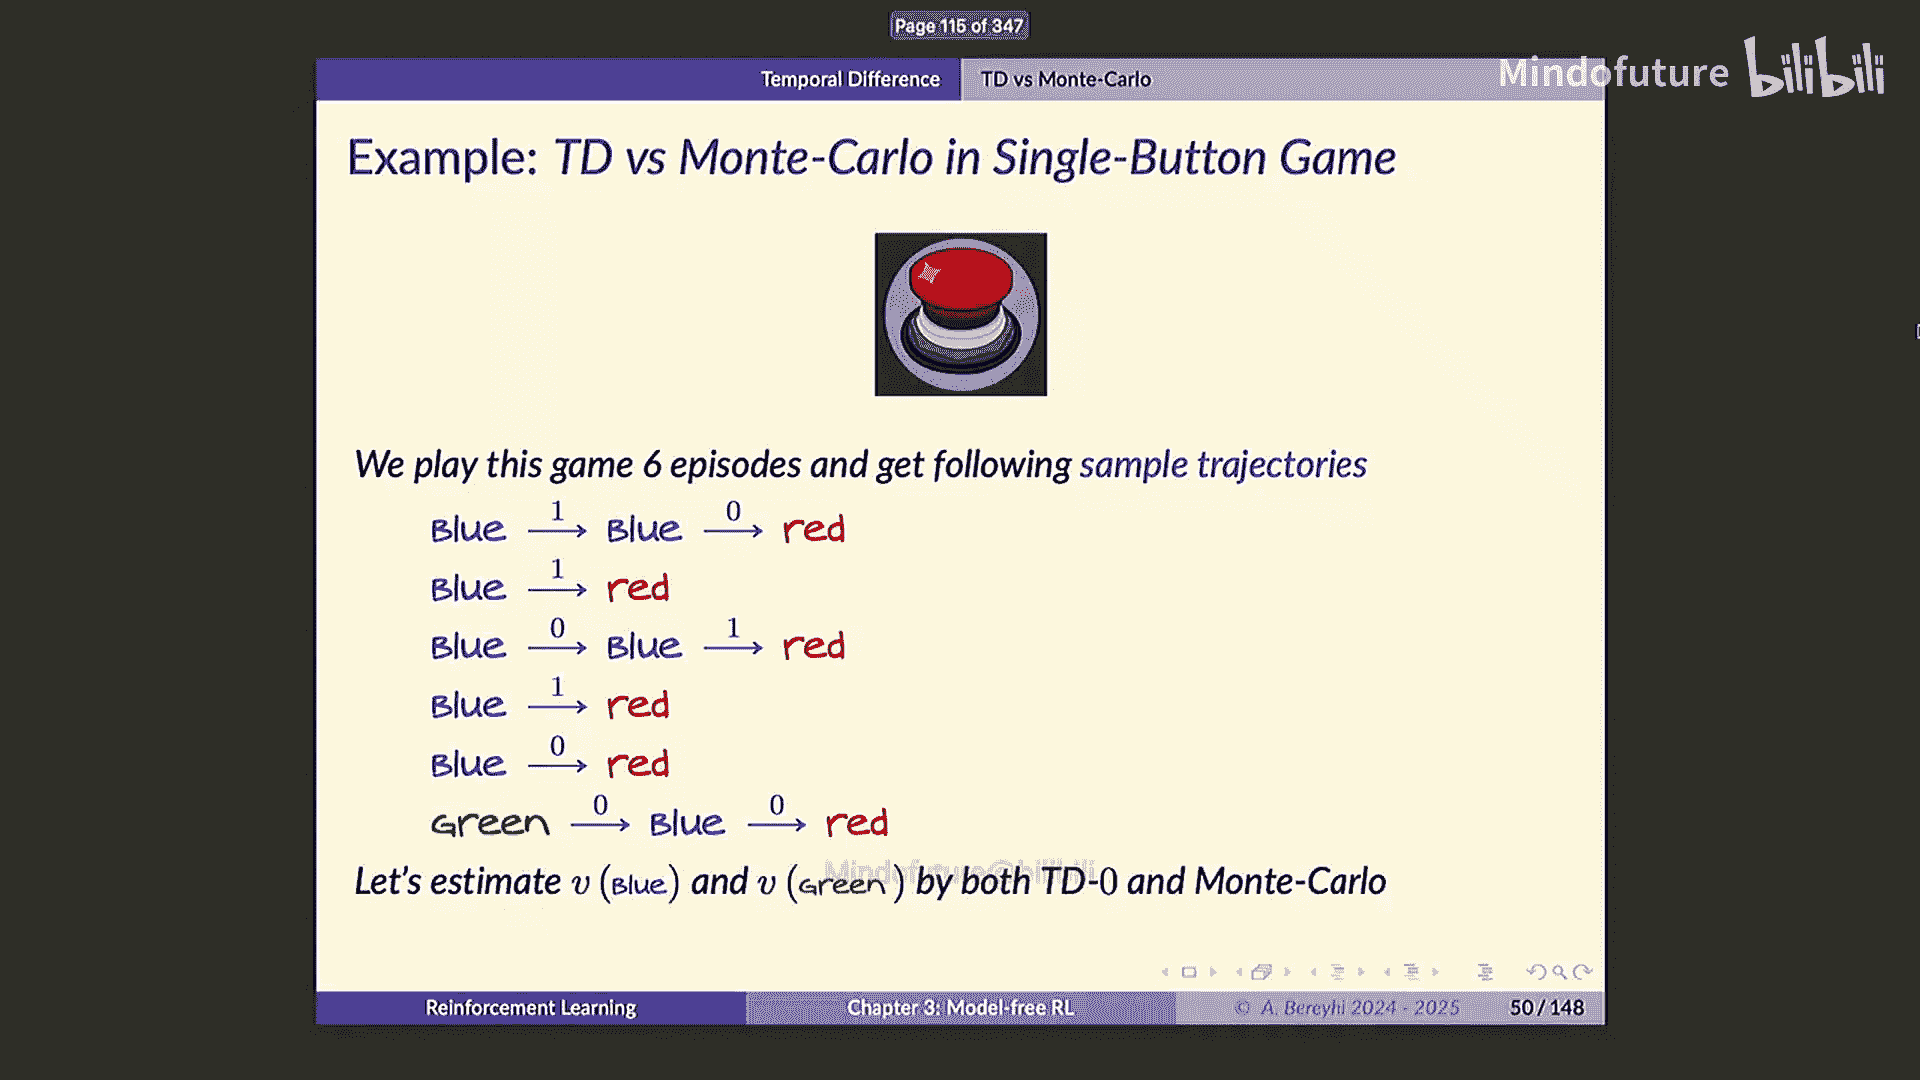 Page 115 of 347
Temporal Difference TD vs Monte-Carlo
Mindofuture bilibili
Example: TD vs Monte-Carlo in Single-Button Game
We play this game 6 episodes and get following sample trajectories
Blue 1→ Blue 0→ red
Blue 1→ red
Blue 0→ Blue 1→ red
Blue 1→ red
Blue 0→ red
Green 0→ Blue 0→ red
Mindofuture@bilibili
Let's estimate v (Blue) and v (Green) by both TD-0 and Monte-Carlo
Reinforcement Learning Chapter 3: Model-free RL © A. Bereyhi 2024 - 2025 50 / 148